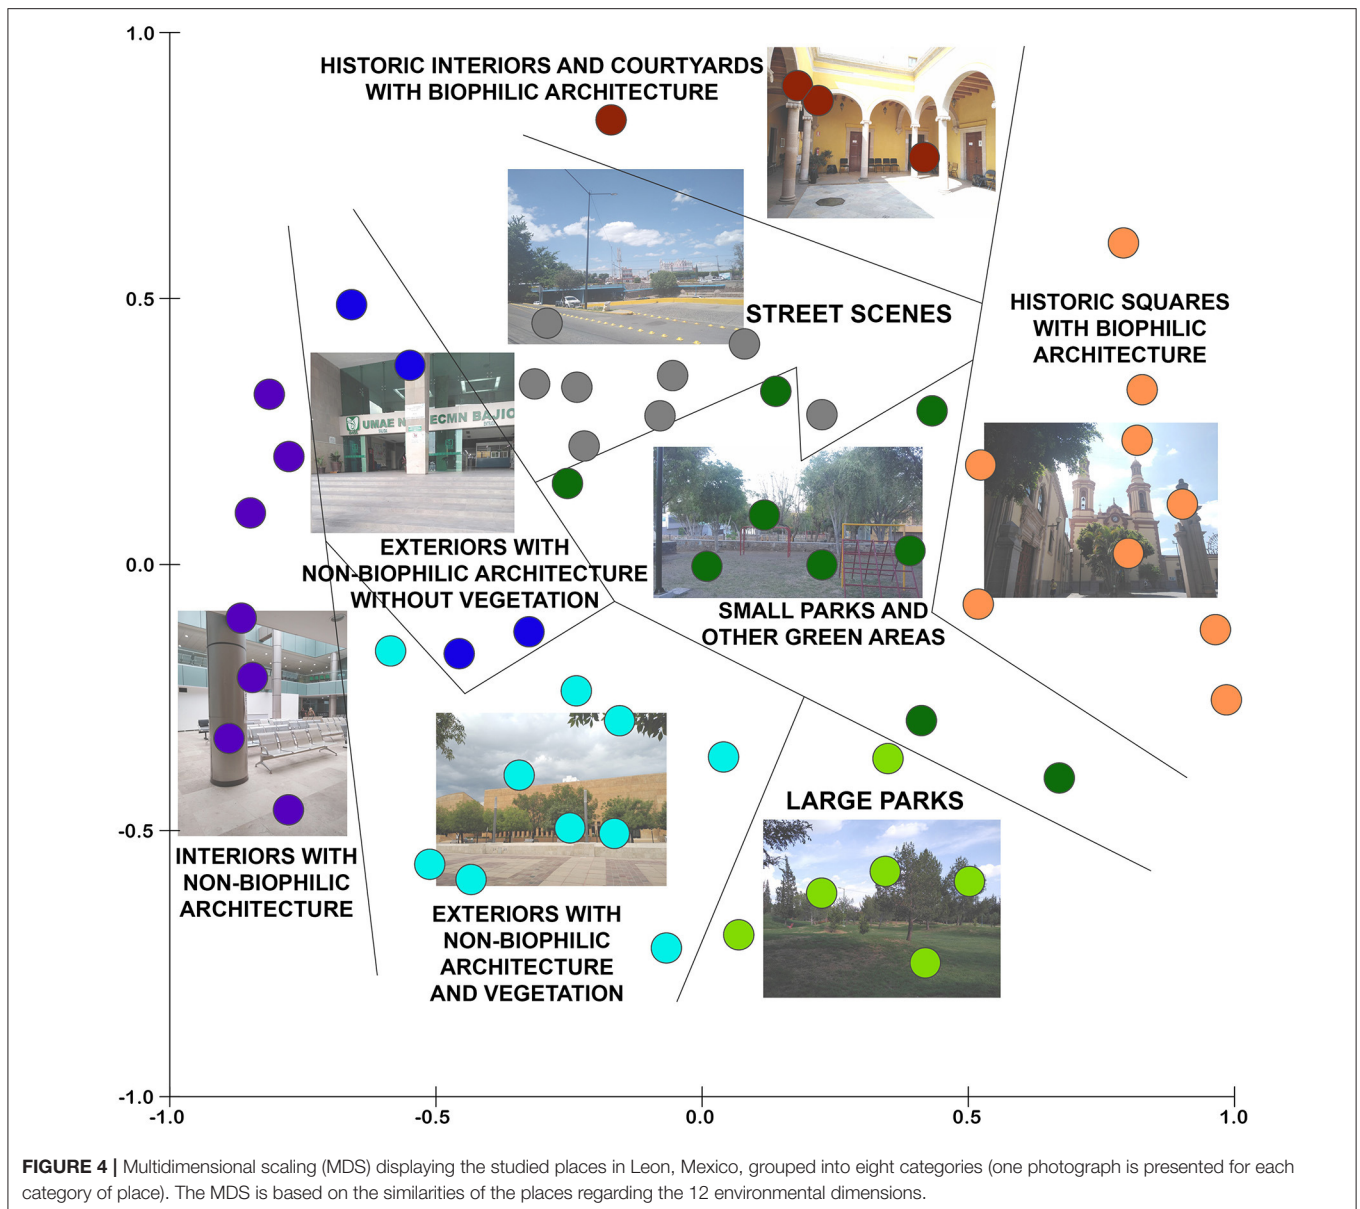 1.0
HISTORIC INTERIORS AND COURTYARDS
WITH BIOPHILIC ARCHITECTURE
0.5
STREET SCENES
HISTORIC SQUARES
WITH BIOPHILIC
ARCHITECTURE
UMAE N ECMN BAJIO
0.0
EXTERIORS WITH
NON-BIOPHILIC ARCHITECTURE
WITHOUT VEGETATION
SMALL PARKS AND
OTHER GREEN AREAS
-0.5
LARGE PARKS
INTERIORS WITH
NON-BIOPHILIC
ARCHITECTURE
EXTERIORS WITH
NON-BIOPHILIC
ARCHITECTURE
AND VEGETATION
-1.0
-1.0 -0.5 0.0 0.5 1.0
FIGURE 4 | Multidimensional scaling (MDS) displaying the studied places in Leon, Mexico, grouped into eight categories (one photograph is presented for each
category of place). The MDS is based on the similarities of the places regarding the 12 environmental dimensions.